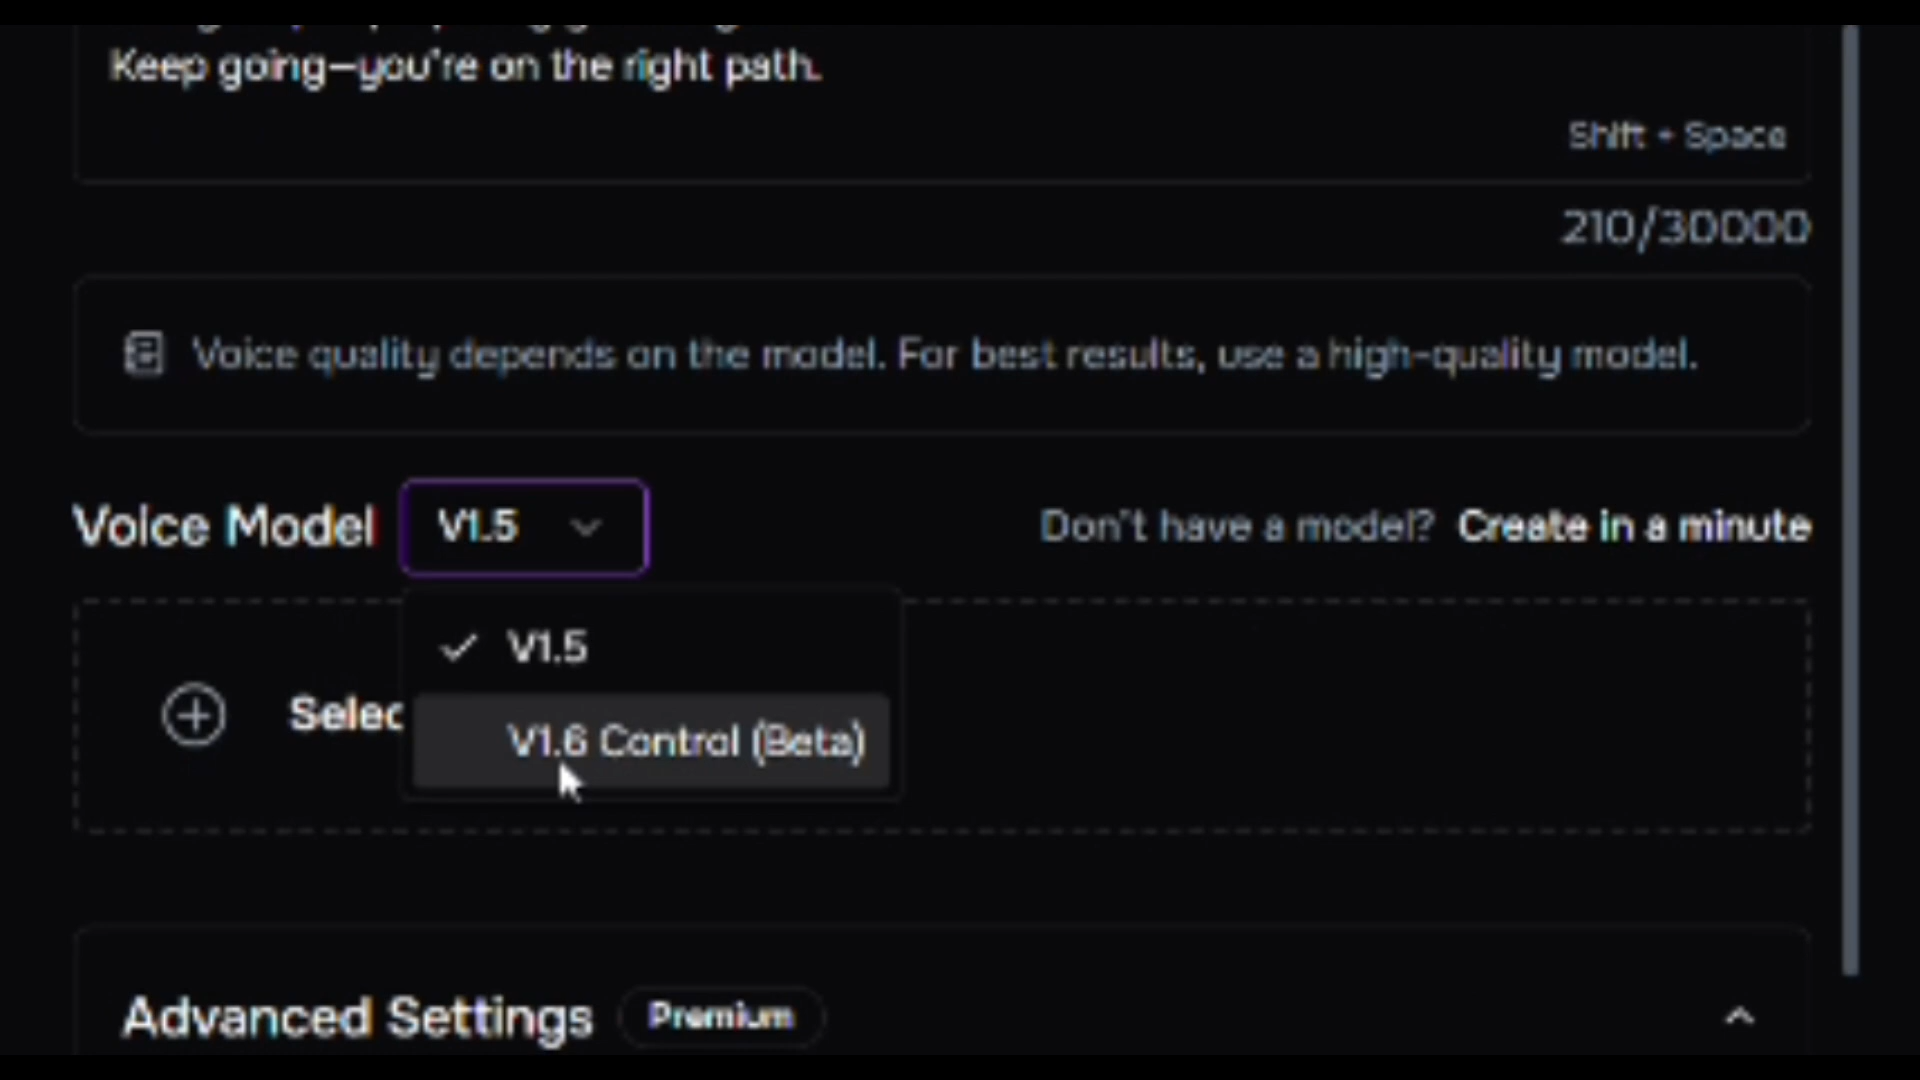 Keep going—you're on the right path.
Shift + Space
210/30000
Voice quality depends on the model. For best results, use a high-quality model.
Voice Model V1.5 Don't have a model? Create in a minute
V1.5
Selec
V1.6 Control (Beta)
Advanced Settings Premium